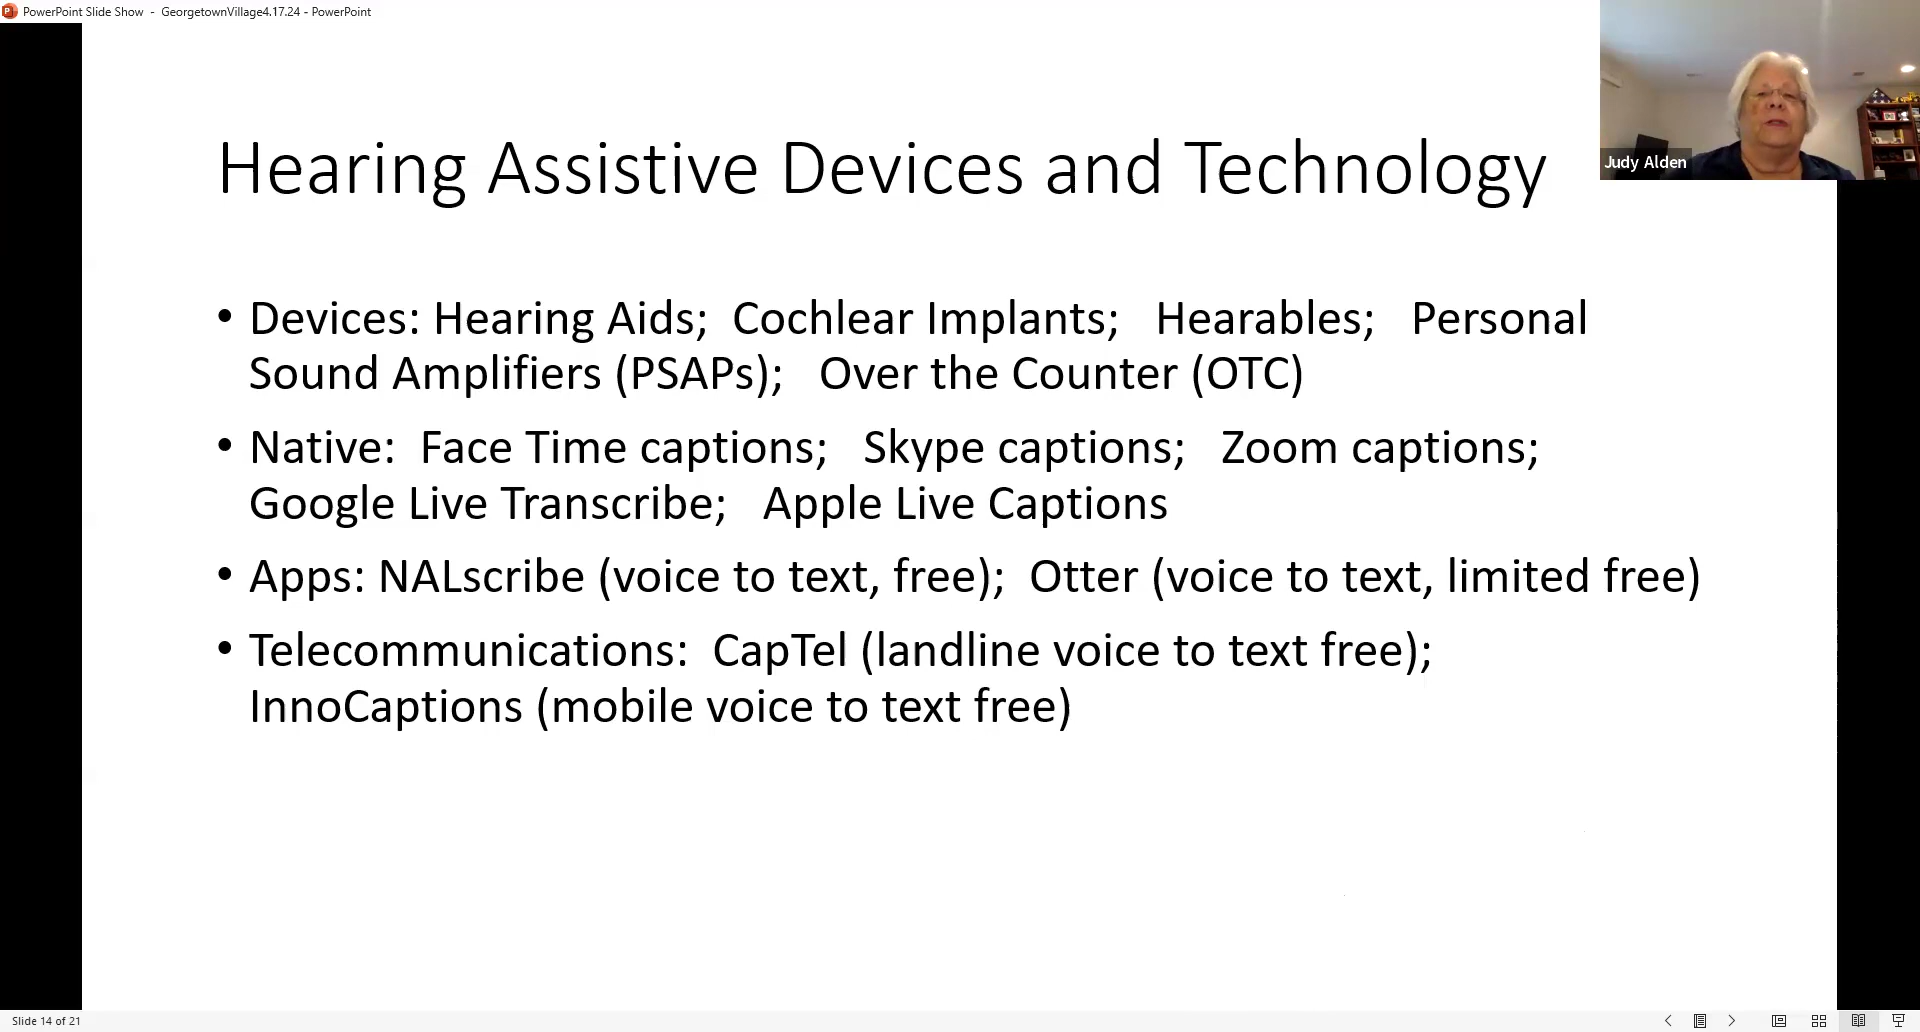 PowerPoint Slide Show - GeorgetownVillage4.17.24 - PowerPoint
Judy Alden
Hearing Assistive Devices and Technology
• Devices: Hearing Aids; Cochlear Implants; Hearables; Personal
Sound Amplifiers (PSAPs); Over the Counter (OTC)
• Native: Face Time captions; Skype captions; Zoom captions;
Google Live Transcribe; Apple Live Captions
• Apps: NALscribe (voice to text, free); Otter (voice to text, limited free)
• Telecommunications: CapTel (landline voice to text free);
InnoCaptions (mobile voice to text free)
Slide 14 of 21